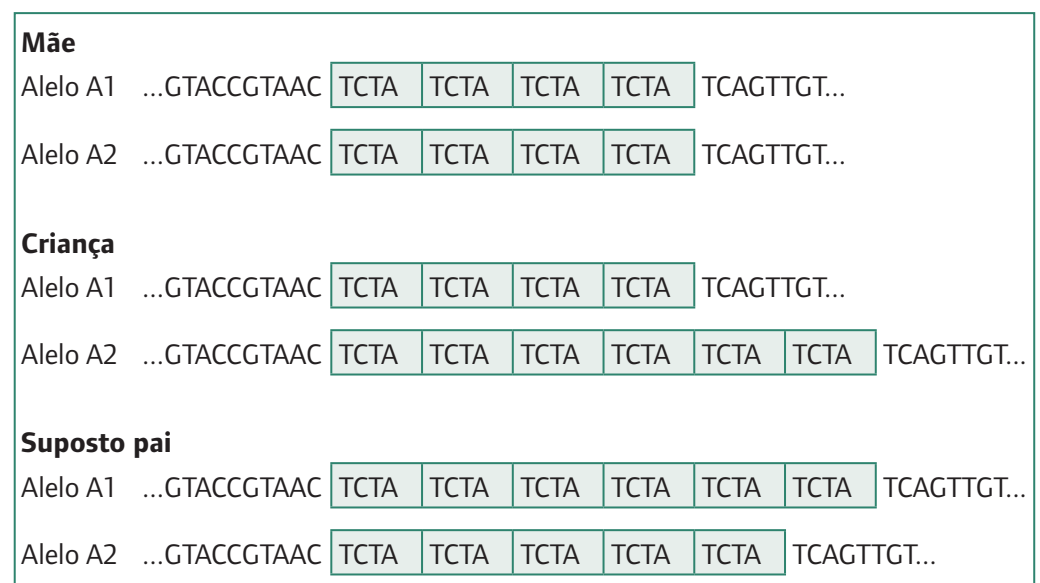 Mãe
Alelo A1 ...GTACCGTAAC TCTA TCTA TCTA TCTA TCAGTTGT...
Alelo A2 ...GTACCGTAAC TCTA TCTA TCTA TCTA TCAGTTGT...
Criança
Alelo A1 ...GTACCGTAAC TCTA TCTA TCTA TCTA TCAGTTGT...
Alelo A2 ...GTACCGTAAC TCTA TCTA TCTA TCTA TCTA TCTA TCAGTTGT...
Suposto pai
Alelo A1 ...GTACCGTAAC TCTA TCTA TCTA TCTA TCTA TCTA TCAGTTGT...
Alelo A2 ...GTACCGTAAC TCTA TCTA TCTA TCTA TCTA TCAGTTGT...